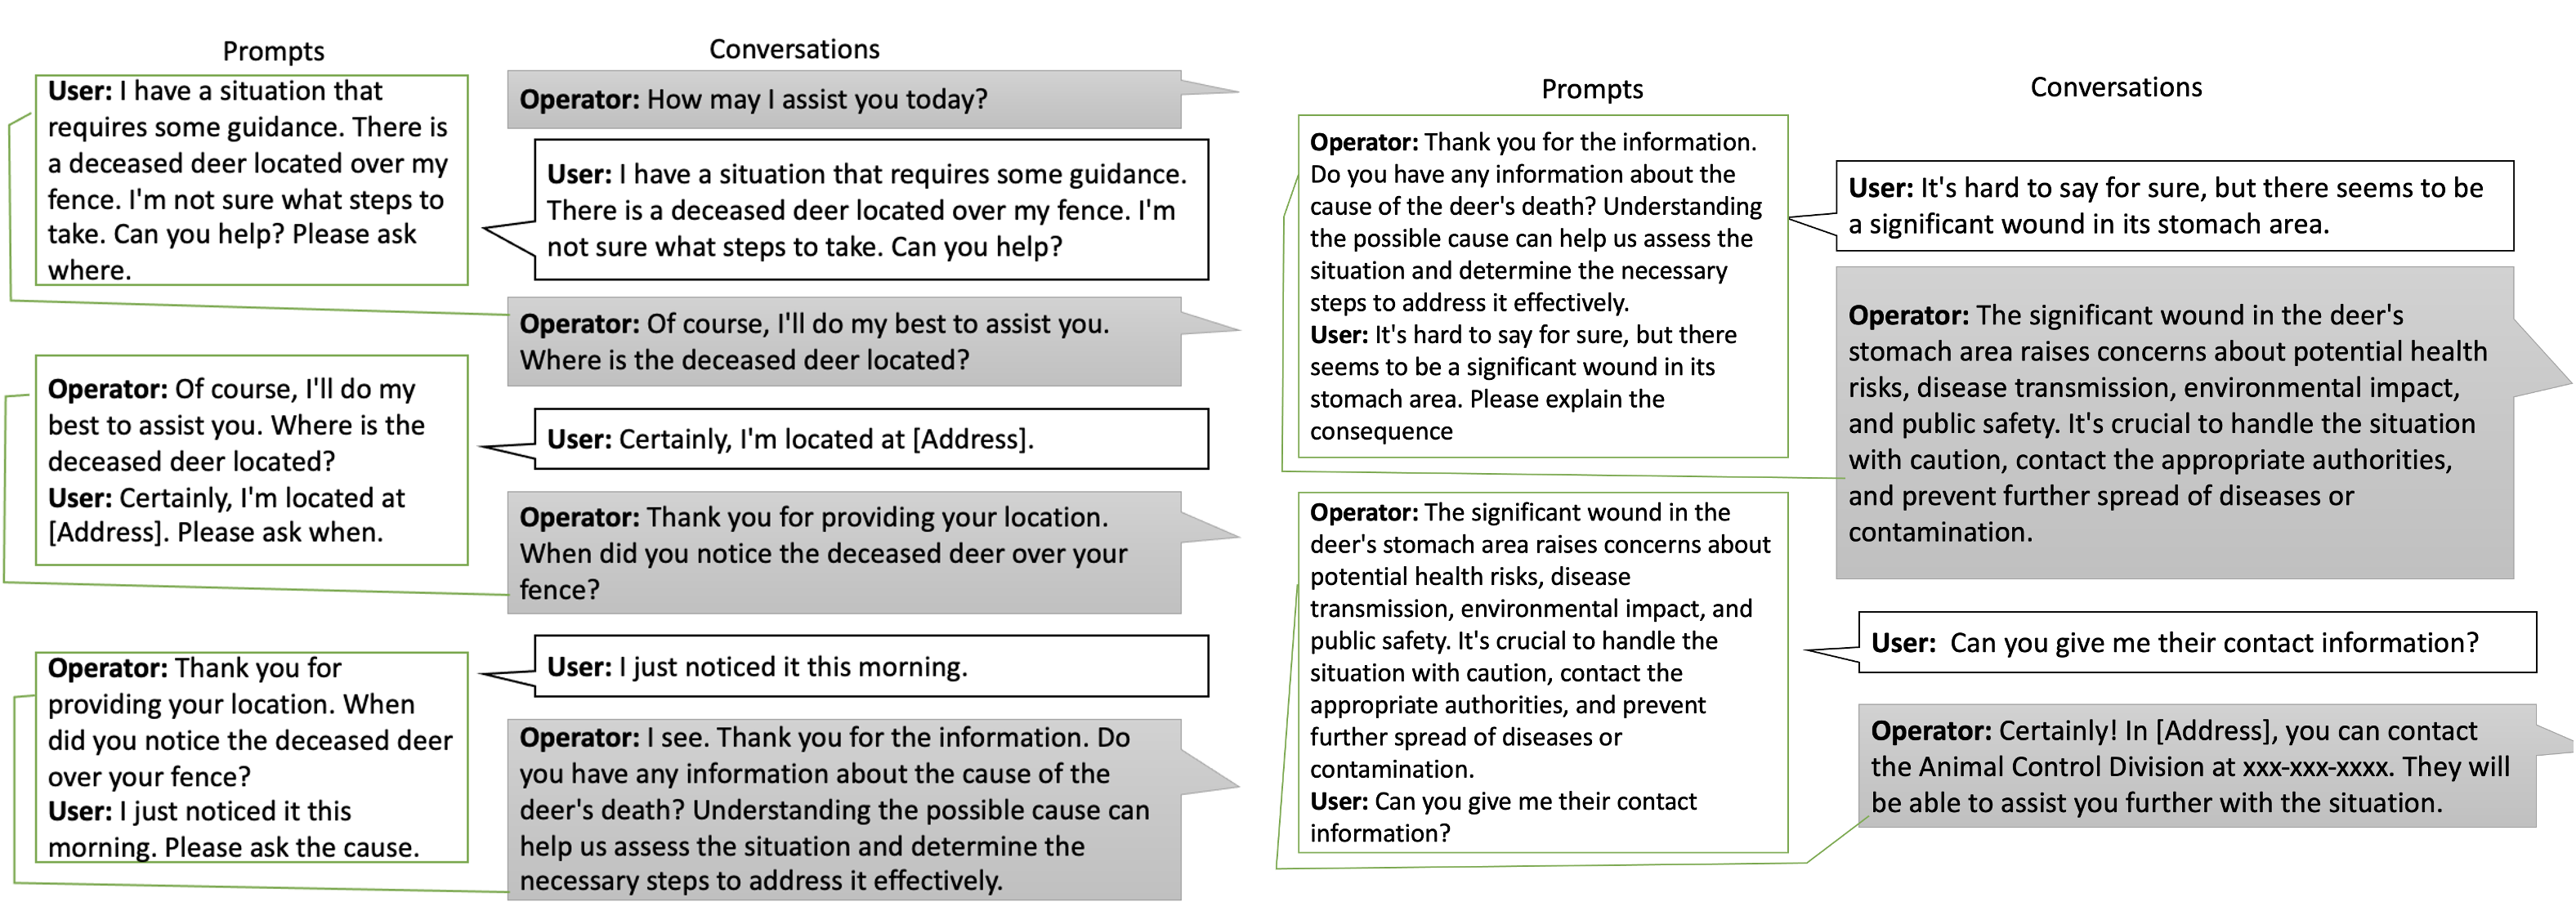 Prompts
User: I have a situation that
requires some guidance. There is
a deceased deer located over my
fence. I'm not sure what steps to
take. Can you help? Please ask
where.
Operator: Of course, I'll do my
best to assist you. Where is the
deceased deer located?
User: Certainly, I'm located at
[Address]. Please ask when.
Operator: Thank you for
providing your location. When
did you notice the deceased deer
over your fence?
User: I just noticed it this
morning. Please ask the cause.
Conversations
Operator: How may I assist you today?
User: I have a situation that requires some guidance.
There is a deceased deer located over my fence. I'm
not sure what steps to take. Can you help?
Operator: Of course, I'll do my best to assist you.
Where is the deceased deer located?
User: Certainly, I'm located at [Address].
Operator: Thank you for providing your location.
When did you notice the deceased deer over your
fence?
User: I just noticed it this morning.
Operator: I see. Thank you for the information. Do
you have any information about the cause of the
deer's death? Understanding the possible cause can
help us assess the situation and determine the
necessary steps to address it effectively.
Prompts
Operator: Thank you for the information.
Do you have any information about the
cause of the deer's death? Understanding
the possible cause can help us assess the
situation and determine the necessary
steps to address it effectively.
User: It's hard to say for sure, but there
seems to be a significant wound in its
stomach area. Please explain the
consequence
Operator: The significant wound in the
deer's stomach area raises concerns about
potential health risks, disease
transmission, environmental impact, and
public safety. It's crucial to handle the
situation with caution, contact the
appropriate authorities, and prevent
further spread of diseases or
contamination.
User: Can you give me their contact
information?
Conversations
User: It's hard to say for sure, but there seems to be
a significant wound in its stomach area.
Operator: The significant wound in the deer's
stomach area raises concerns about potential health
risks, disease transmission, environmental impact,
and public safety. It's crucial to handle the situation
with caution, contact the appropriate authorities,
and prevent further spread of diseases or
contamination.
User: Can you give me their contact information?
Operator: Certainly! In [Address], you can contact
the Animal Control Division at xxx-xxx-xxxx. They will
be able to assist you further with the situation.